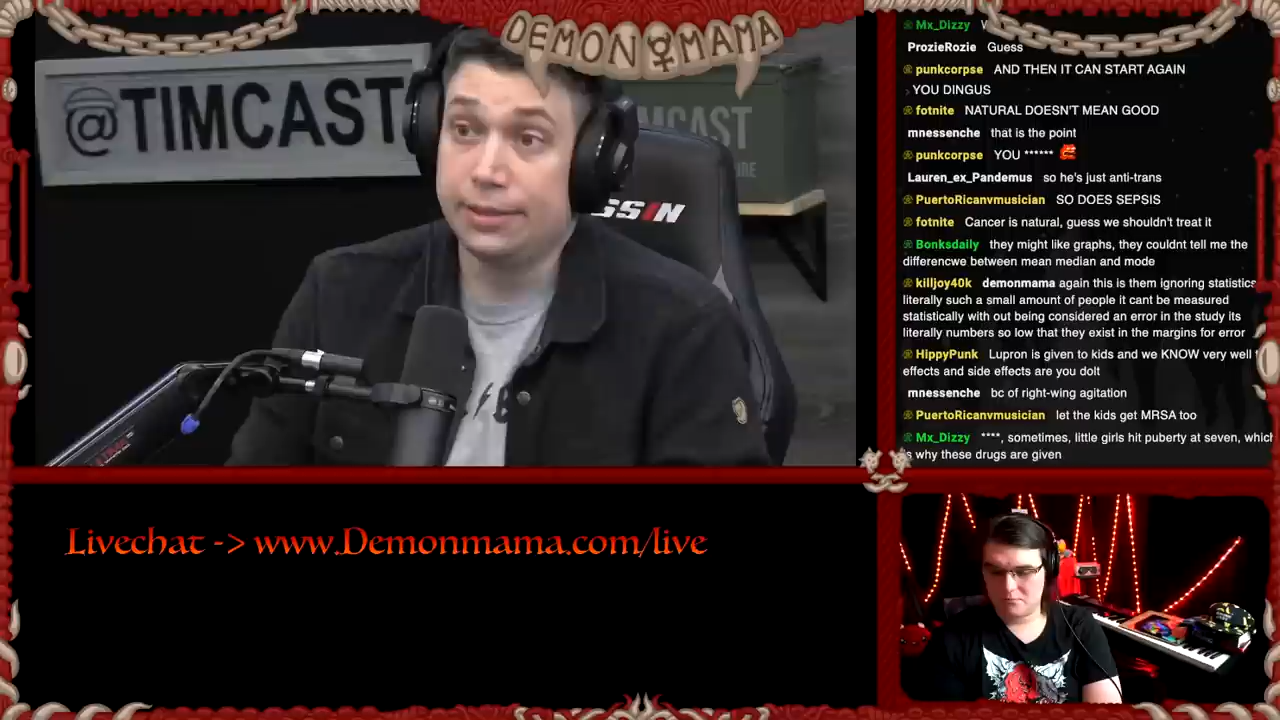 DEMON MAMA
@TIMCAST
TIMCAST
SSIN
Mx_Dizzy
ProzieRozie Guess
punkcorpse AND THEN IT CAN START AGAIN
YOU DINGUS
fotnite NATURAL DOESN'T MEAN GOOD
mnessenche that is the point
punkcorpse YOU ******
Lauren_ex_Pandemus so he's just anti-trans
PuertoRicanvmusician SO DOES SEPSIS
fotnite Cancer is natural, guess we shouldn't treat it
Bonksdaily they might like graphs, they couldnt tell me the
differencwe between mean median and mode
killjoy40k demonmama again this is them ignoring statistics
literally such a small amount of people it cant be measured
statistically with out being considered an error in the study its
literally numbers so low that they exist in the margins for error
HippyPunk Lupron is given to kids and we KNOW very well
effects and side effects are you dolt
mnessenche bc of right-wing agitation
PuertoRicanvmusician let the kids get MRSA too
Mx_Dizzy ****, sometimes, little girls hit puberty at seven, which
s why these drugs are given
Livechat -> www.Demonmama.com/live